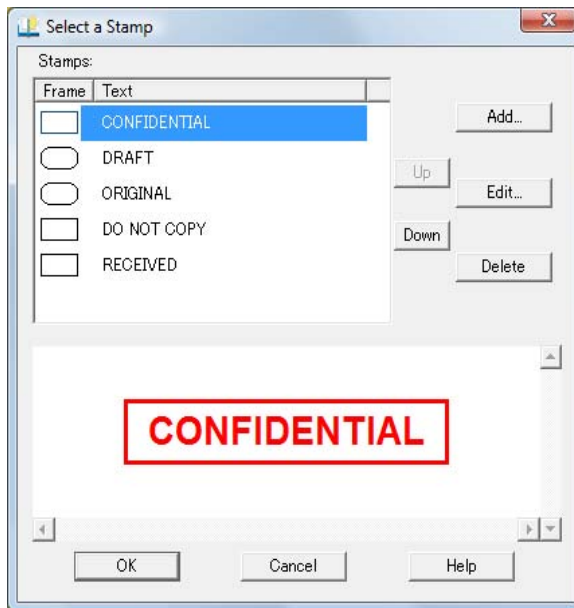 Select a Stamp
Stamps:
Frame Text
CONFIDENTIAL
DRAFT
ORIGINAL
DO NOT COPY
RECEIVED
Add...
Up
Edit...
Down
Delete
CONFIDENTIAL
OK Cancel Help